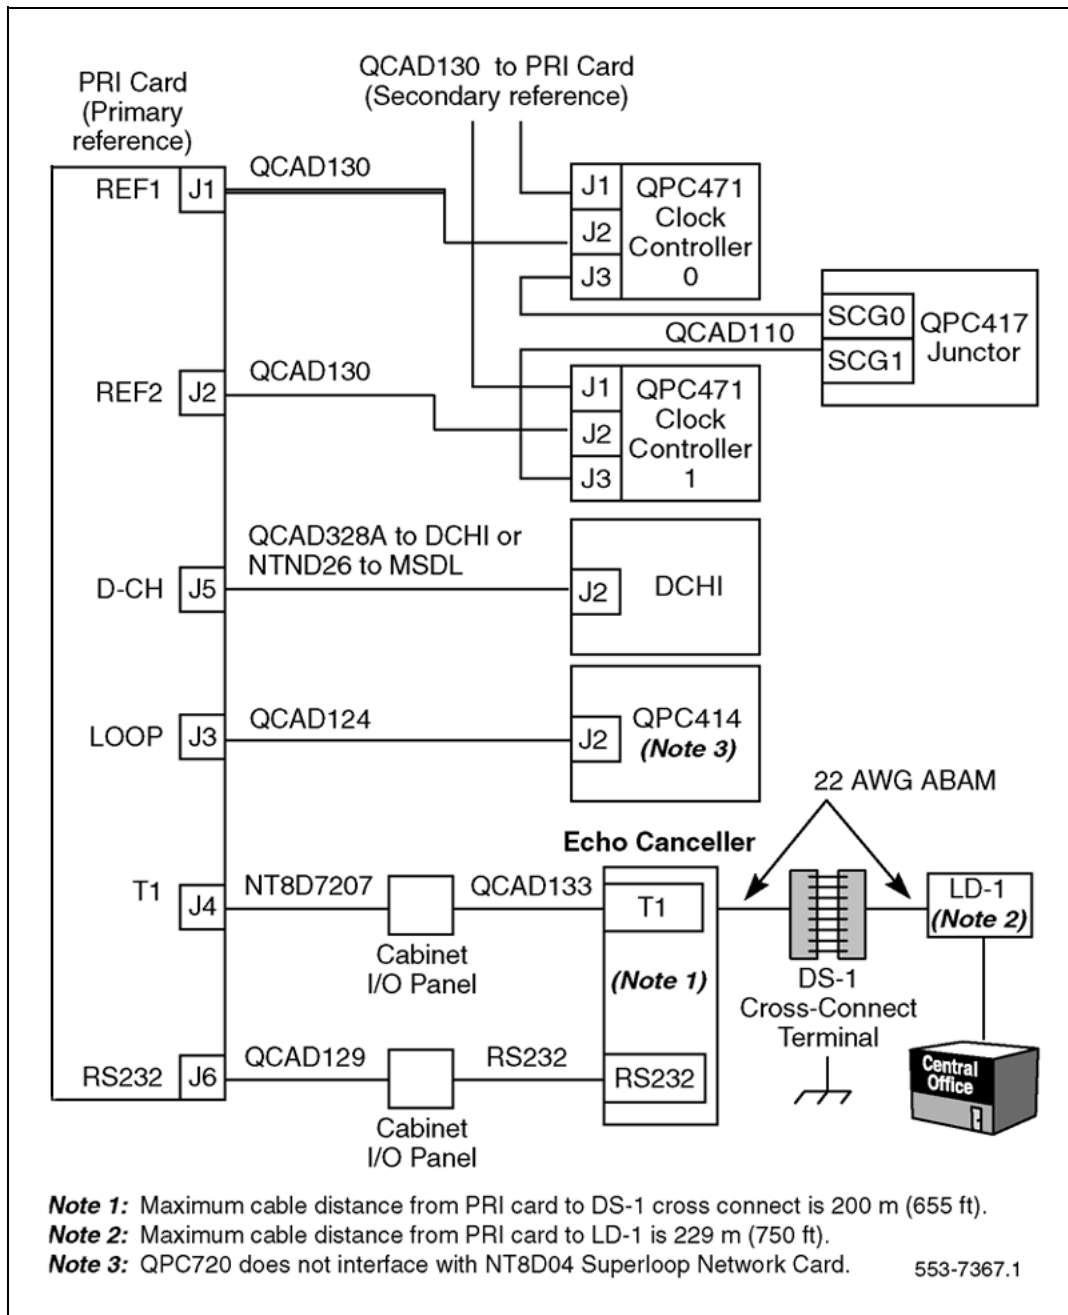 PRI Card
(Primary
reference)
QCAD130 to PRI Card
(Secondary reference)
REF1
J1
QCAD130
J1
J2
J3
QPC471
Clock
Controller
0
SCG0
SCG1
QPC417
Junctor
QCAD110
REF2
J2
QCAD130
J1
J2
J3
QPC471
Clock
Controller
1
D-CH
J5
QCAD328A to DCHI or
NTND26 to MSDL
J2
DCHI
LOOP
J3
QCAD124
J2
QPC414
(Note 3)
22 AWG ABAM
Echo Canceller
T1
J4
NT8D7207
Cabinet
I/O Panel
QCAD133
T1
(Note 1)
DS-1
Cross-Connect
Terminal
LD-1
(Note 2)
Central
Office
RS232
J6
QCAD129
Cabinet
I/O Panel
RS232
RS232
Note 1: Maximum cable distance from PRI card to DS-1 cross connect is 200 m (655 ft).
Note 2: Maximum cable distance from PRI card to LD-1 is 229 m (750 ft).
Note 3: QPC720 does not interface with NT8D04 Superloop Network Card.
553-7367.1